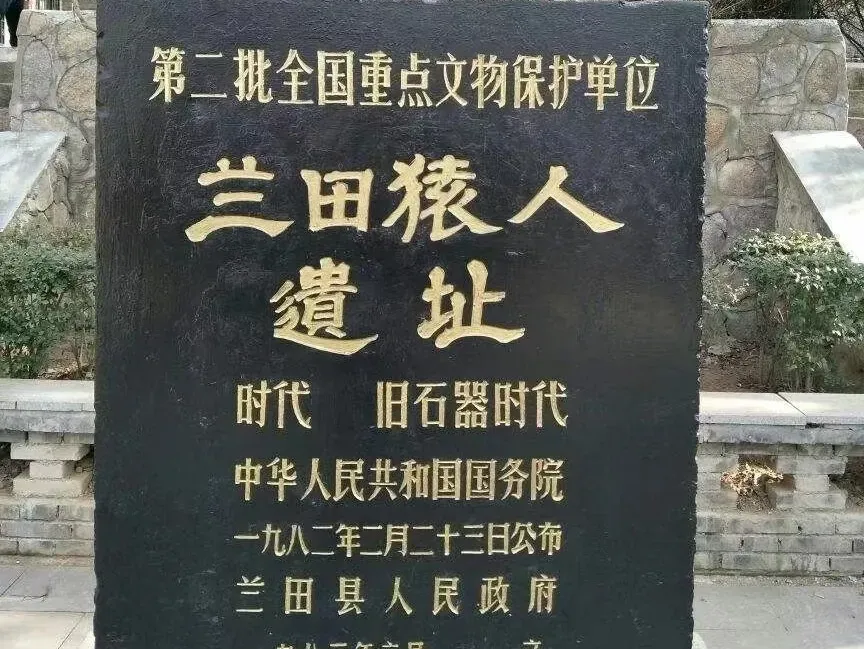 第二批全国重点文物保护单位
兰田猿人
遺址
时代 旧石器时代
中华人民共和国国务院
一九八二年二月二十三日公布
兰田县人民政府